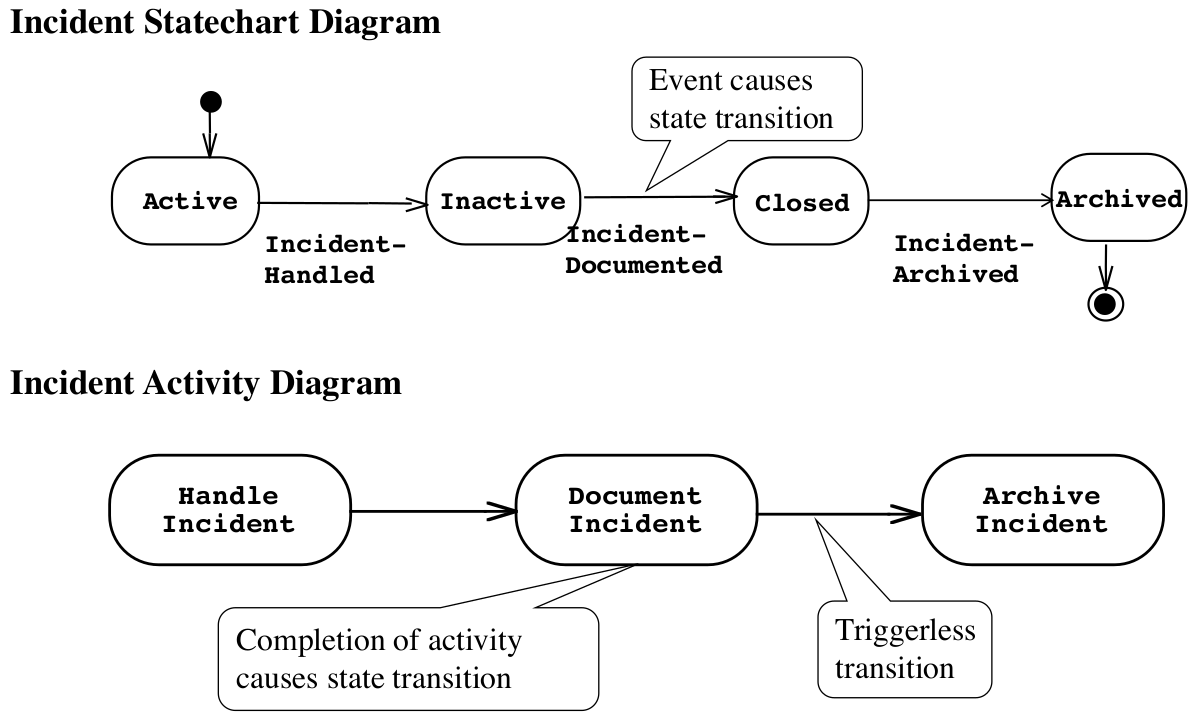 Incident Statechart Diagram
Event causes
state transition
Active
Inactive
Closed
Archived
Incident-
Handled
Incident-
Documented
Incident-
Archived
Incident Activity Diagram
Handle
Incident
Document
Incident
Archive
Incident
Completion of activity
causes state transition
Triggerless
transition